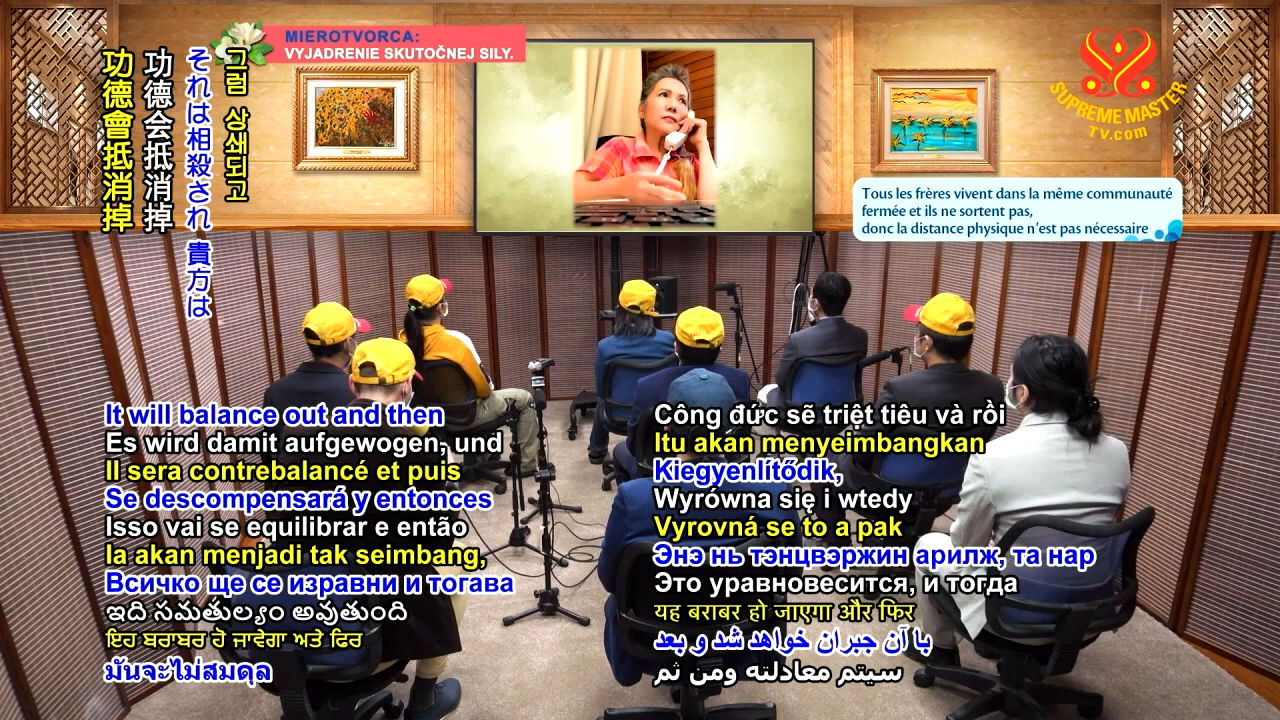 MIEROTVORCA:
VYJADRENIE SKUTOČNEJ SILY.
그럼 상쇄되고
それは相殺され 貴方は
功德会抵消掉
功德會抵消掉
SUPREME MASTER
TV.com
Tous les frères vivent dans la même communauté
fermée et ils ne sortent pas,
donc la distance physique n'est pas nécessaire
It will balance out and then
Es wird damit aufgewogen, und
Il sera contrebalancé et puis
Se descompensará y entonces
Isso vai se equilibrar e então
Ia akan menjadi tak seimbang,
Всичко ще се изравни и тогава
ఇది సమతుల్యం అవుతుంది
ਇਹ ਬਰਾਬਰ ਹੋ ਜਾਵੇਗਾ ਅਤੇ ਫਿਰ
มันจะไม่สมดุล
Công đức sẽ triệt tiêu và rồi
Itu akan menyeimbangkan
Kiegyenlítődik,
Wyrówna się i wtedy
Vyrovná se to a pak
Энэ нь тэнцвэржин арилж, та нар
Это уравновесится, и тогда
यह बराबर हो जाएगा और फिर
با آن جبران خواهد شد و بعد
سيتم معادلته ومن ثم